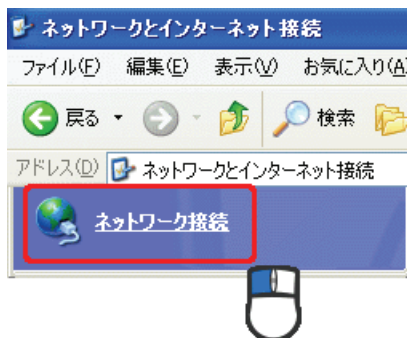 ネットワークとインターネット接続
ファイル(F) 編集(E) 表示(V) お気に入り(A)
戻る 検索
アドレス(D) ネットワークとインターネット接続
ネットワーク接続